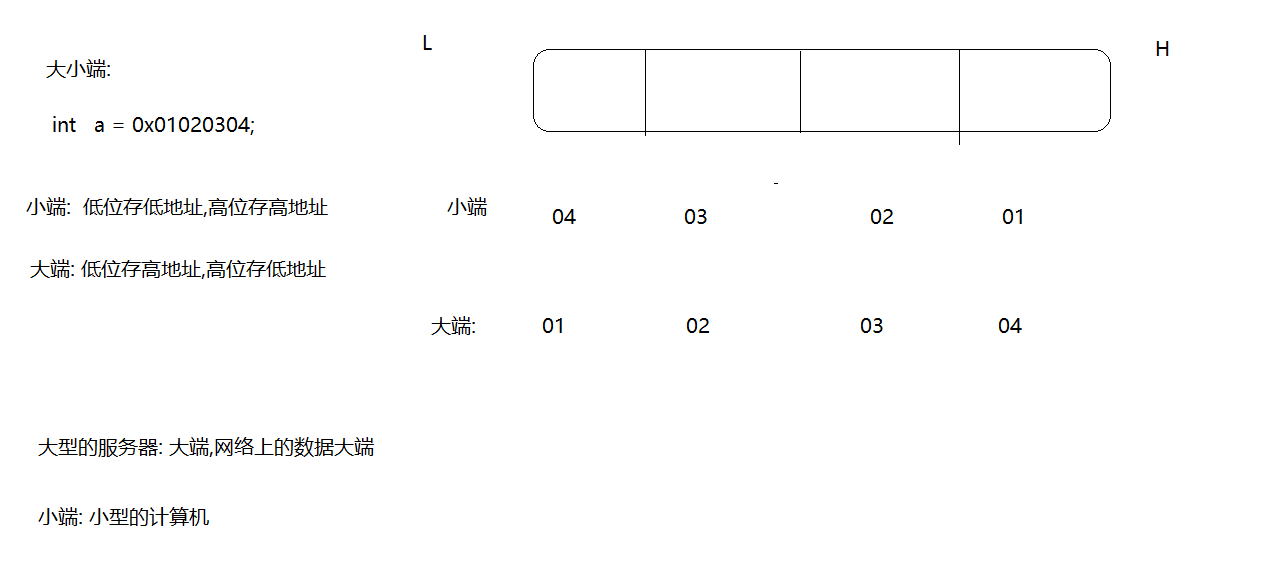 L
H
大小端:
int a = 0x01020304;
小端: 低位存低地址,高位存高地址
小端
04 03 02 01
大端: 低位存高地址,高位存低地址
大端: 01 02 03 04
大型的服务器: 大端,网络上的数据大端
小端: 小型的计算机